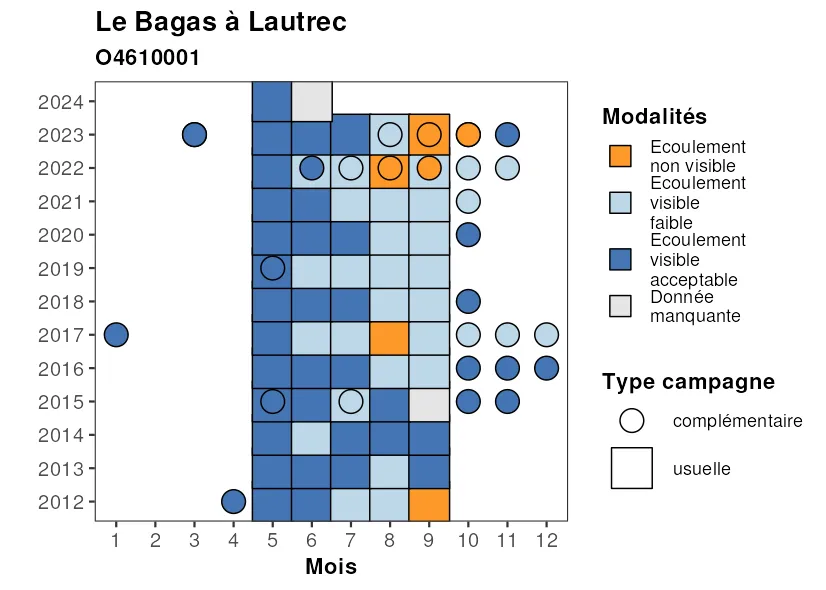 Le Bagas à Lautrec
O4610001
2024
2023
2022
2021
2020
2019
2018
2017
2016
2015
2014
2013
2012
1 2 3 4 5 6 7 8 9 10 11 12
Mois
Modalités
Ecoulement
non visible
Ecoulement
visible
faible
Ecoulement
visible
acceptable
Donnée
manquante
Type campagne
complémentaire
usuelle